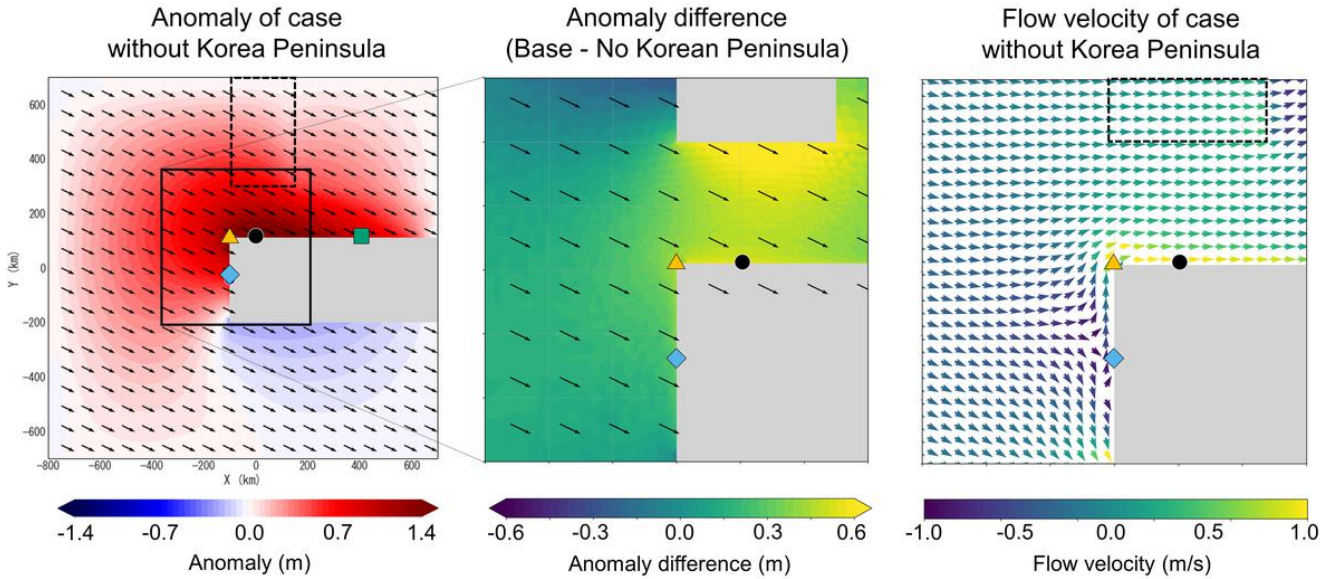 Anomaly of case
without Korea Peninsula
Anomaly difference
(Base - No Korean Peninsula)
Flow velocity of case
without Korea Peninsula
Y (km)
600
400
200
0
-200
-400
-600
-800 -600 -400 -200 0 200 400 600
X (km)
-1.4 -0.7 0.0 0.7 1.4
Anomaly (m)
-0.6 -0.3 0.0 0.3 0.6
Anomaly difference (m)
-1.0 -0.5 0.0 0.5 1.0
Flow velocity (m/s)